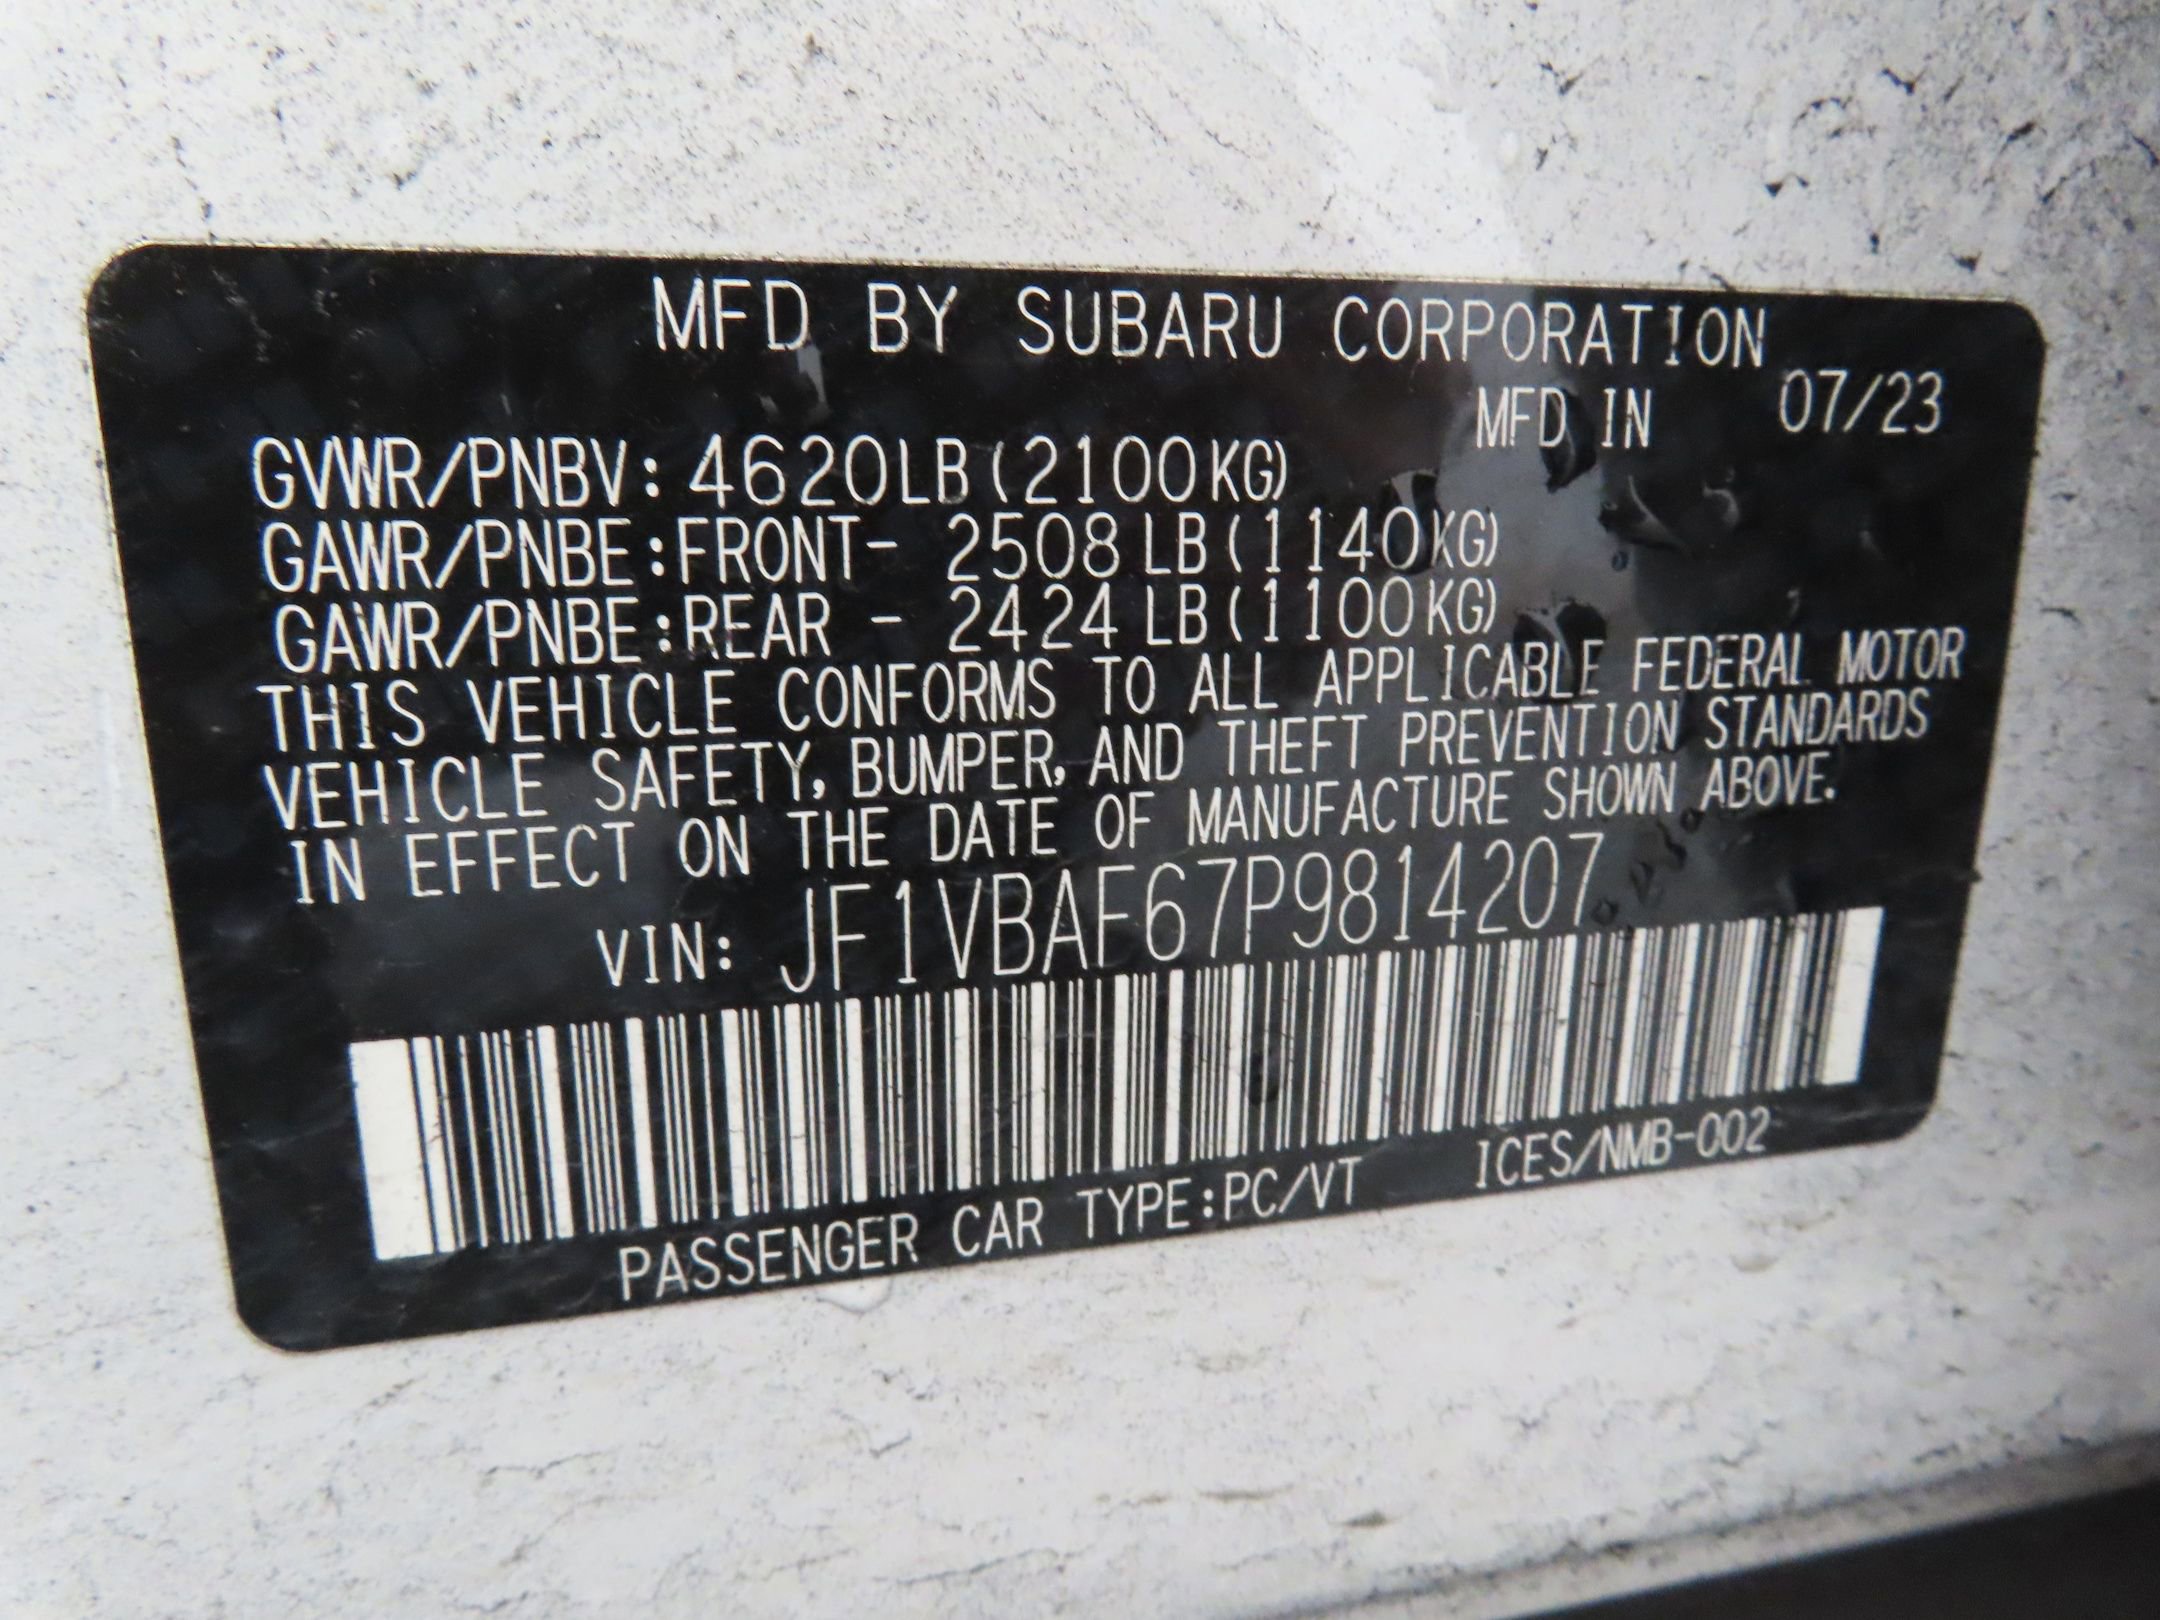 MFD BY SUBARU CORPORATION
MFD IN 07/23
GVWR/PNBV: 4620LB(2100KG)
GAWR/PNBE:FRONT- 2508LB(1140KG)
GAWR/PNBE:REAR - 2424LB(1100KG)
THIS VEHICLE CONFORMS TO ALL APPLICABLE FEDERAL MOTOR
VEHICLE SAFETY, BUMPER, AND THEFT PREVENTION STANDARDS
IN EFFECT ON THE DATE OF MANUFACTURE SHOWN ABOVE.
VIN: JF1VBAF67P9814207
PASSENGER CAR TYPE:PC/VT ICES/NMB-002